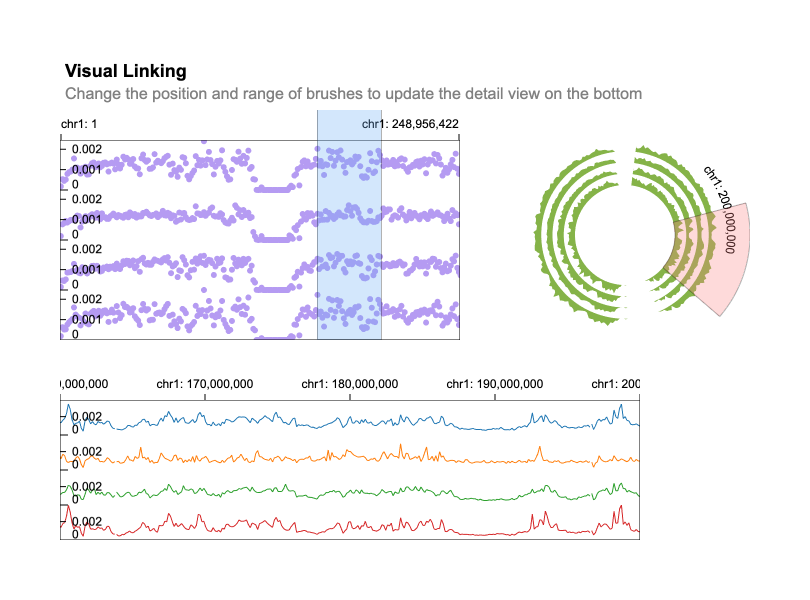 Visual Linking
Change the position and range of brushes to update the detail view on the bottom
chr1: 1
chr1: 248,956,422
0.002
0.001
0
0.002
0.001
0
0.002
0.001
0
0.002
0.001
0
chr1: 200,000,000
0,000,000
chr1: 170,000,000
chr1: 180,000,000
chr1: 190,000,000
chr1: 200
0.002
0
0.002
0
0.002
0
0.002
0